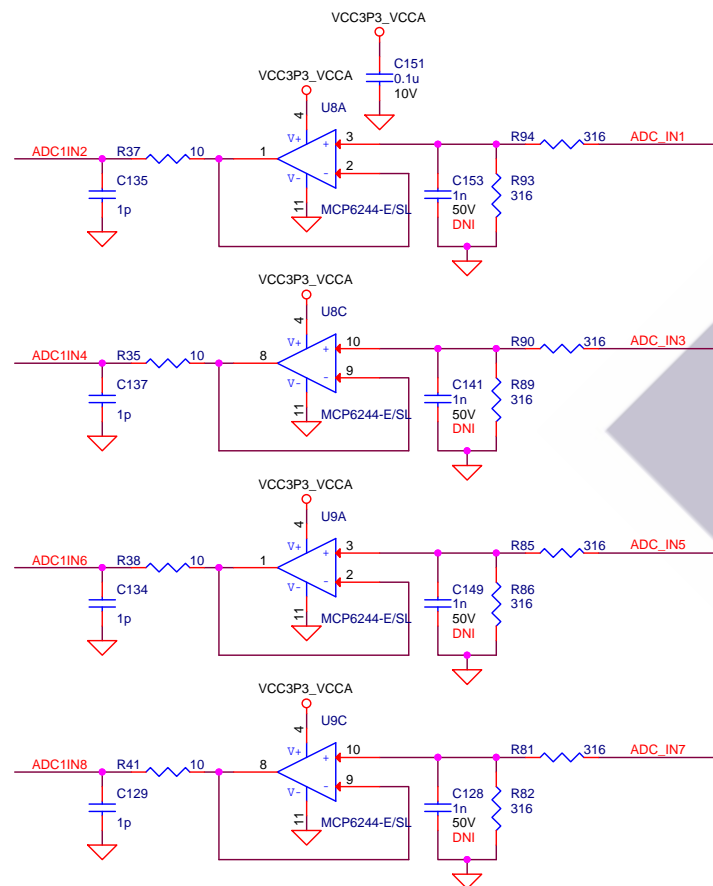 VCC3P3_VCCA
C151
0.1u
10V
VCC3P3_VCCA
4
U8A
V+
V-
+
-
1
3
2
11
MCP6244-E/SL
ADC1IN2
R37
10
C135
1p
R94
316
ADC_IN1
C153
1n
50V
DNI
R93
316
VCC3P3_VCCA
4
U8C
V+
V-
+
-
8
10
9
11
MCP6244-E/SL
ADC1IN4
R35
10
C137
1p
R90
316
ADC_IN3
C141
1n
50V
DNI
R89
316
VCC3P3_VCCA
4
U9A
V+
V-
+
-
1
3
2
11
MCP6244-E/SL
ADC1IN6
R38
10
C134
1p
R85
316
ADC_IN5
C149
1n
50V
DNI
R86
316
VCC3P3_VCCA
4
U9C
V+
V-
+
-
8
10
9
11
MCP6244-E/SL
ADC1IN8
R41
10
C129
1p
R81
316
ADC_IN7
C128
1n
50V
DNI
R82
316